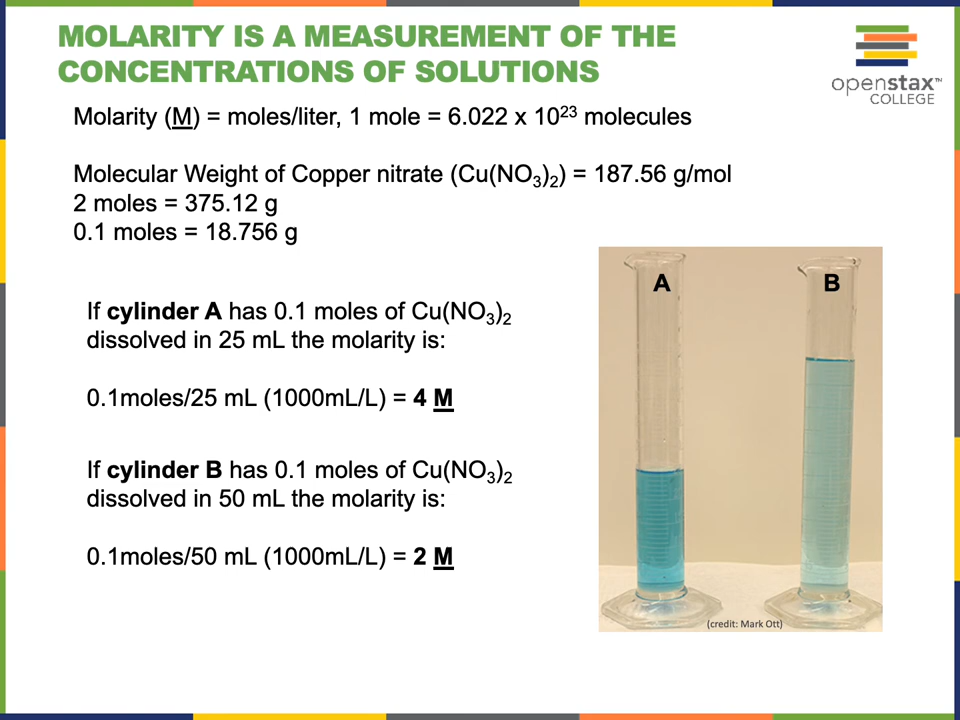 MOLARITY IS A MEASUREMENT OF THE
CONCENTRATIONS OF SOLUTIONS
openstax™
COLLEGE
Molarity (M) = moles/liter, 1 mole = 6.022 x 10²³ molecules
Molecular Weight of Copper nitrate (Cu(NO₃)₂) = 187.56 g/mol
2 moles = 375.12 g
0.1 moles = 18.756 g
If cylinder A has 0.1 moles of Cu(NO₃)₂
dissolved in 25 mL the molarity is:
0.1moles/25 mL (1000mL/L) = 4 M
If cylinder B has 0.1 moles of Cu(NO₃)₂
dissolved in 50 mL the molarity is:
0.1moles/50 mL (1000mL/L) = 2 M
A
B
(credit: Mark Ott)